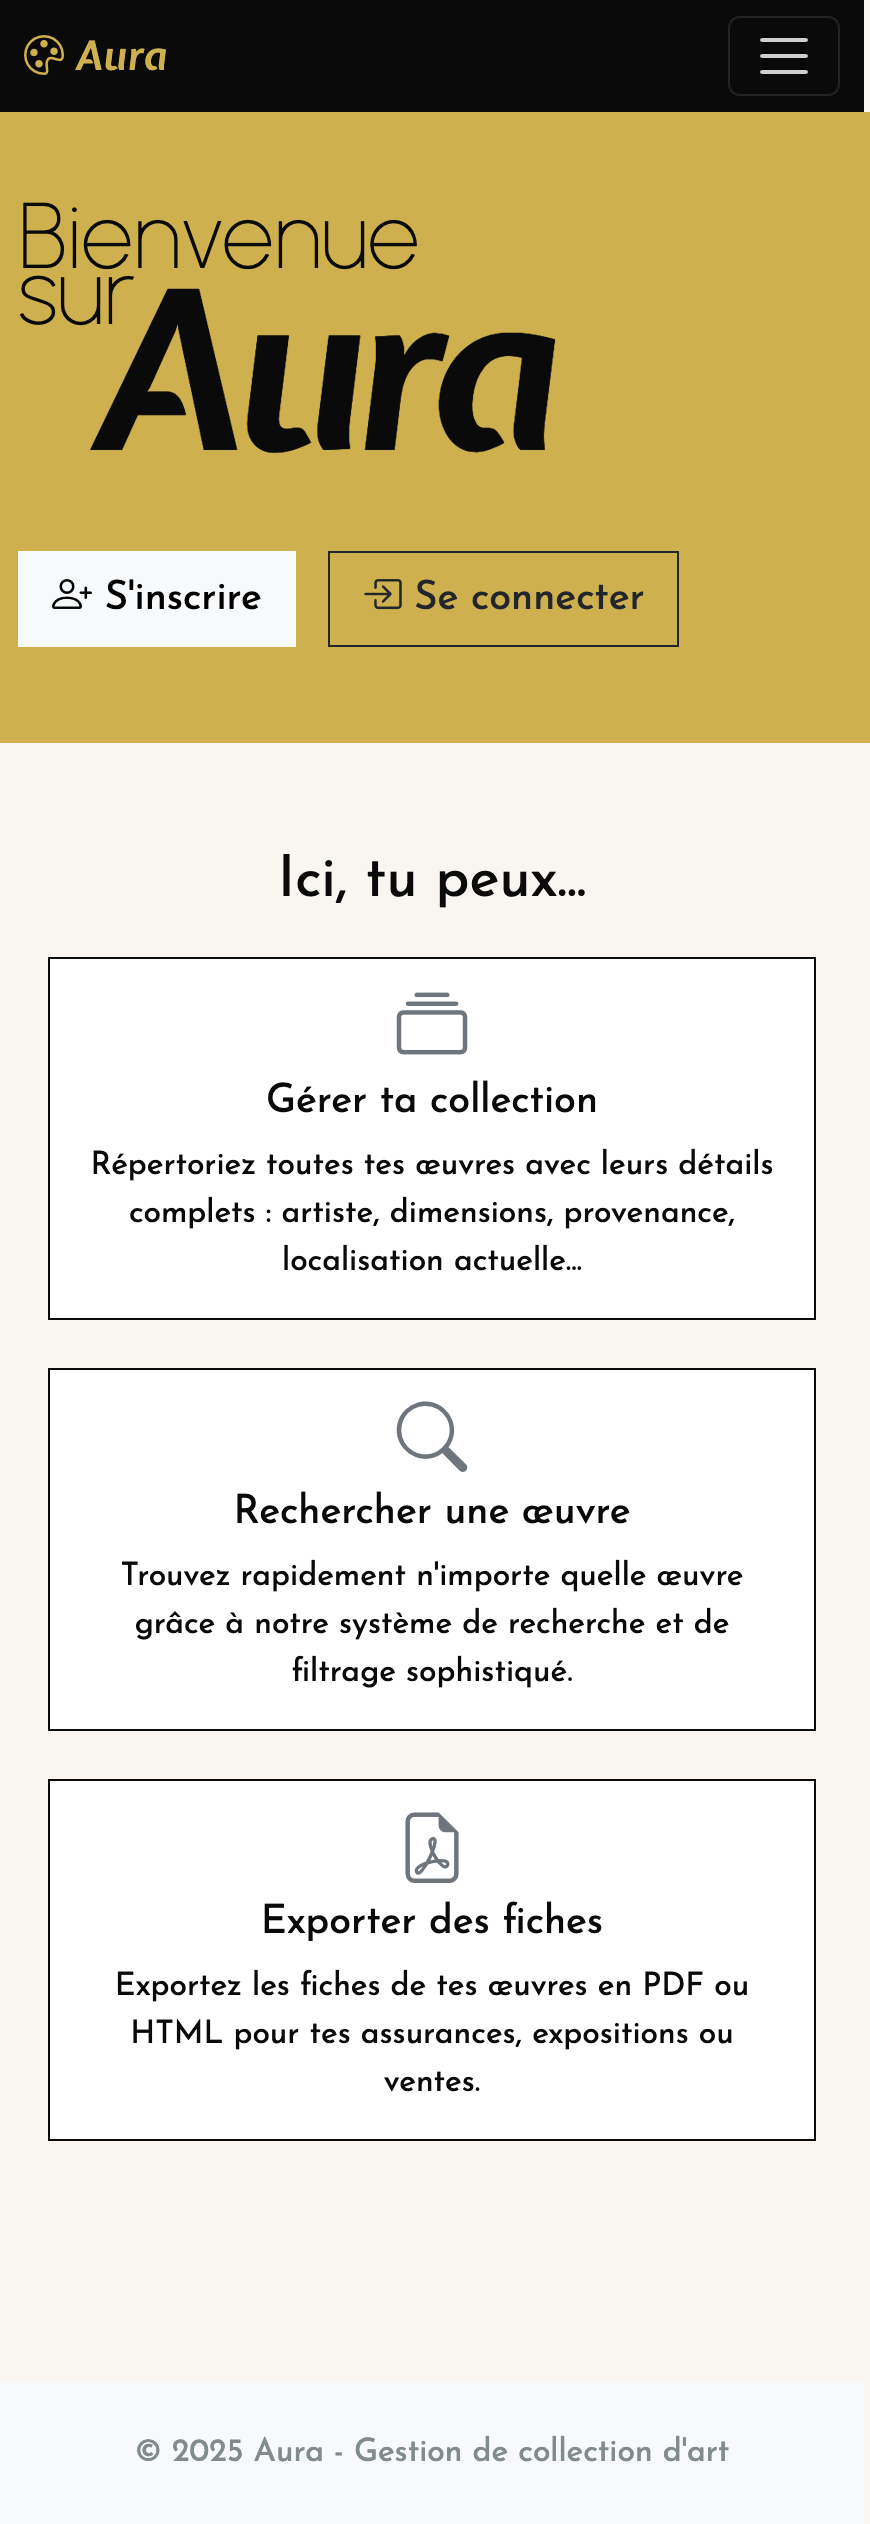 Aura
Bienvenue
sur
Aura
S'inscrire
Se connecter
Ici, tu peux...
Gérer ta collection
Répertoriez toutes tes œuvres avec leurs détails
complets : artiste, dimensions, provenance,
localisation actuelle...
Rechercher une œuvre
Trouvez rapidement n'importe quelle œuvre
grâce à notre système de recherche et de
filtrage sophistiqué.
Exporter des fiches
Exportez les fiches de tes œuvres en PDF ou
HTML pour tes assurances, expositions ou
ventes.
© 2025 Aura - Gestion de collection d'art